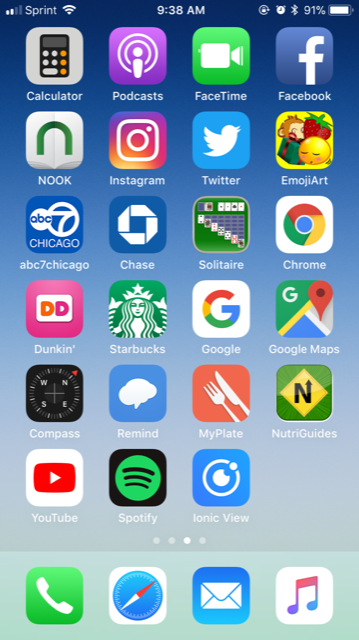 Sprint 9:38 AM 91%
Calculator Podcasts FaceTime Facebook
f
NOOK Instagram Twitter EmojiArt
abc 7
CHICAGO
abc7chicago Chase Solitaire Chrome
DD G G
Dunkin' Starbucks Google Google Maps
N
W E
S
N
Compass Remind MyPlate NutriGuides
YouTube Spotify Ionic View